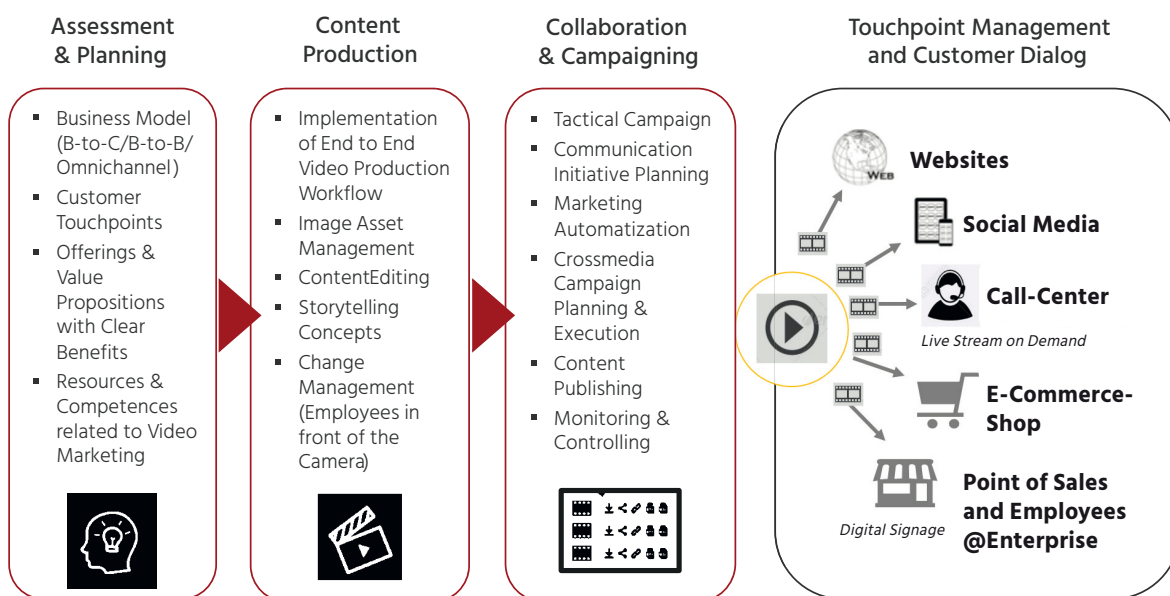 Assessment
& Planning
Business Model
(B-to-C/B-to-B/
Omnichannel)
Customer
Touchpoints
Offerings &
Value
Propositions
with Clear
Benefits
Resources &
Competences
related to Video
Marketing
Content
Production
Implementation
of End to End
Video Production
Workflow
Image Asset
Management
ContentEditing
Storytelling
Concepts
Change
Management
(Employees in
front of the
Camera)
Collaboration
& Campaigning
Tactical Campaign
Communication
Initiative Planning
Marketing
Automatization
Crossmedia
Campaign
Planning &
Execution
Content
Publishing
Monitoring &
Controlling
Touchpoint Management
and Customer Dialog
WEB
Websites
Social Media
Call-Center
Live Stream on Demand
E-Commerce-
Shop
Point of Sales
and Employees
@Enterprise
Digital Signage